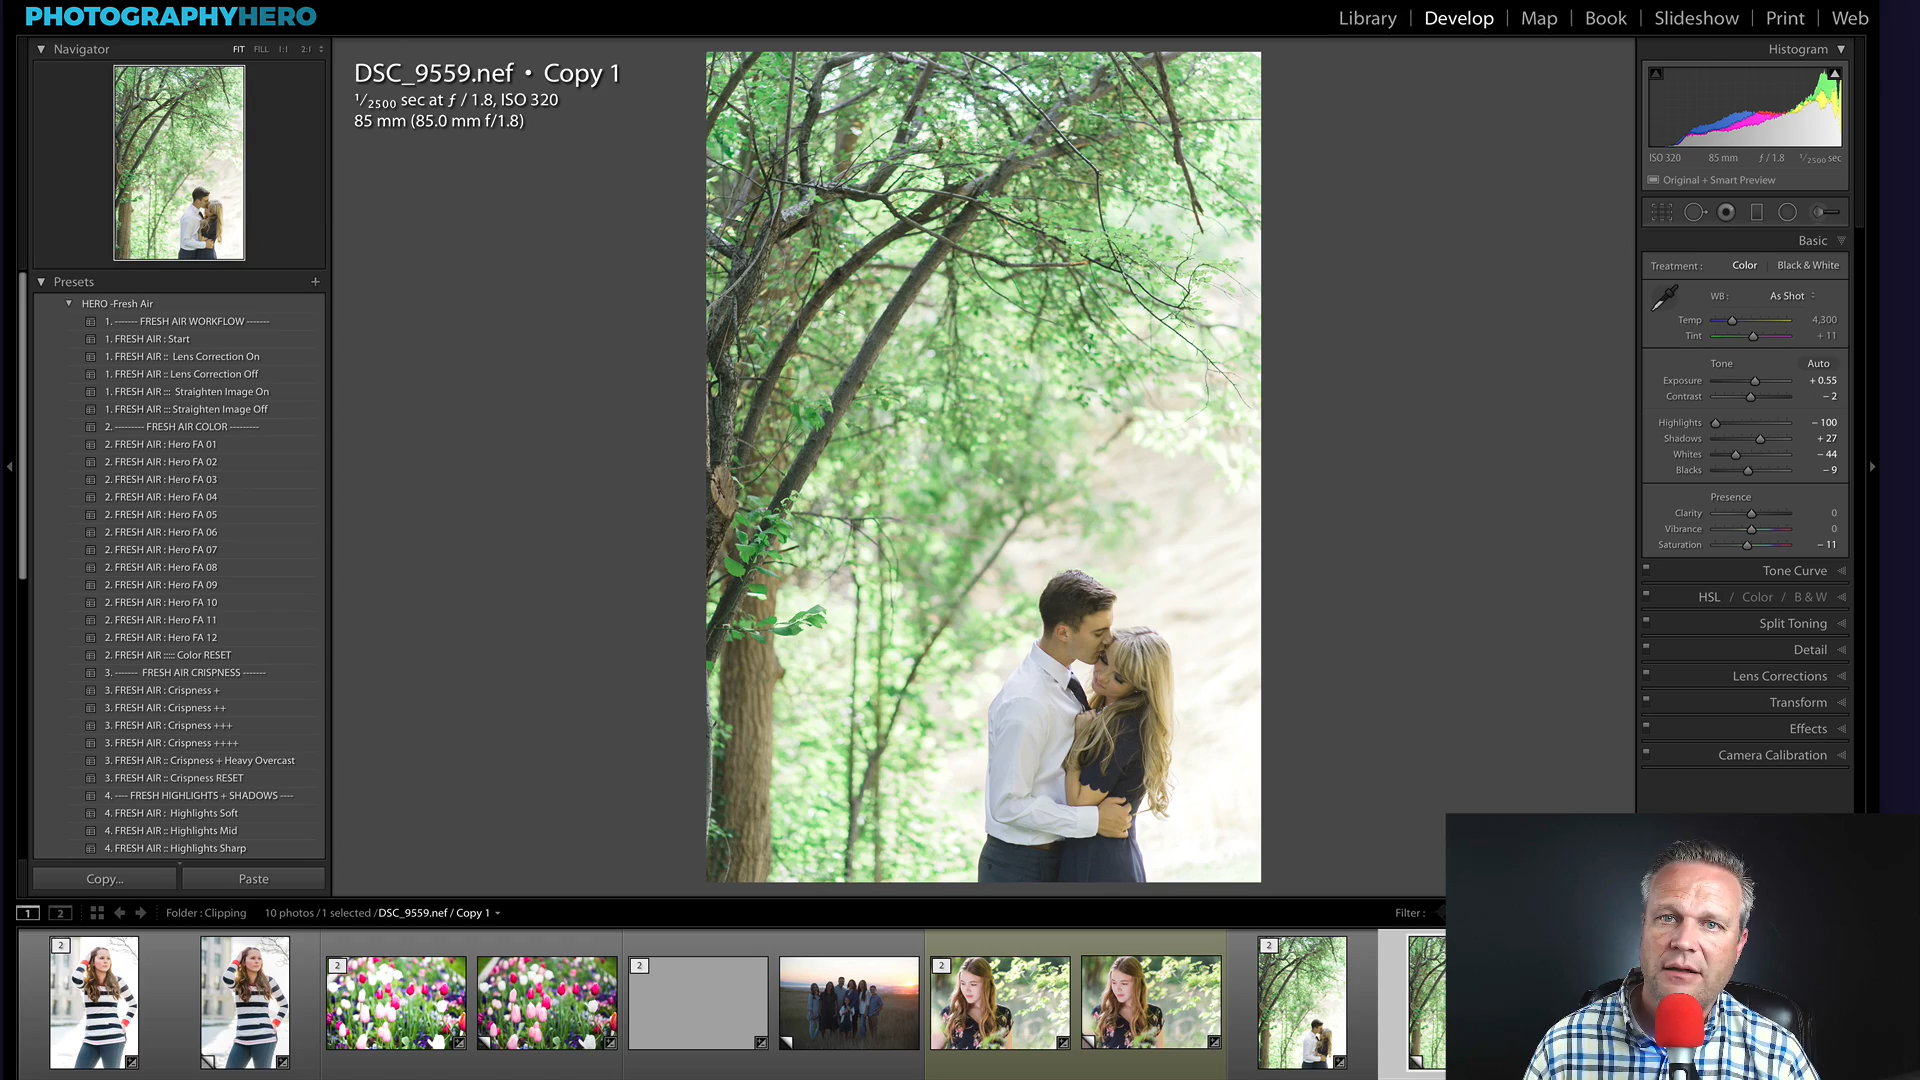 PHOTOGRAPHYHERO
Library | Develop | Map | Book | Slideshow | Print | Web
Navigator FIT FILL 1:1 2:1
DSC_9559.nef • Copy 1
1/2500 sec at ƒ / 1.8, ISO 320
85 mm (85.0 mm f/1.8)
Presets +
HERO -Fresh Air
1. ------- FRESH AIR WORKFLOW -------
1. FRESH AIR : Start
1. FRESH AIR :: Lens Correction On
1. FRESH AIR :: Lens Correction Off
1. FRESH AIR ::: Straighten Image On
1. FRESH AIR ::: Straighten Image Off
2. --------- FRESH AIR COLOR ---------
2. FRESH AIR : Hero FA 01
2. FRESH AIR : Hero FA 02
2. FRESH AIR : Hero FA 03
2. FRESH AIR : Hero FA 04
2. FRESH AIR : Hero FA 05
2. FRESH AIR : Hero FA 06
2. FRESH AIR : Hero FA 07
2. FRESH AIR : Hero FA 08
2. FRESH AIR : Hero FA 09
2. FRESH AIR : Hero FA 10
2. FRESH AIR : Hero FA 11
2. FRESH AIR : Hero FA 12
2. FRESH AIR ::::: Color RESET
3. ------- FRESH AIR CRISPNESS -------
3. FRESH AIR : Crispness +
3. FRESH AIR : Crispness ++
3. FRESH AIR : Crispness +++
3. FRESH AIR : Crispness ++++
3. FRESH AIR :: Crispness + Heavy Overcast
3. FRESH AIR :: Crispness RESET
4. ---- FRESH HIGHLIGHTS + SHADOWS ----
4. FRESH AIR : Highlights Soft
4. FRESH AIR :: Highlights Mid
4. FRESH AIR :: Highlights Sharp
Copy... Paste
Histogram
ISO 320 85 mm ƒ / 1.8 1/2500 sec
Original + Smart Preview
Basic
Treatment : Color | Black & White
WB : As Shot
Temp 4,300
Tint + 11
Tone Auto
Exposure + 0.55
Contrast – 2
Highlights – 100
Shadows + 27
Whites – 44
Blacks – 9
Presence
Clarity 0
Vibrance 0
Saturation – 11
Tone Curve
HSL / Color / B & W
Split Toning
Detail
Lens Corrections
Transform
Effects
Camera Calibration
1 2 Folder : Clipping 10 photos / 1 selected / DSC_9559.nef / Copy 1 Filter :
2
2
2
2
2